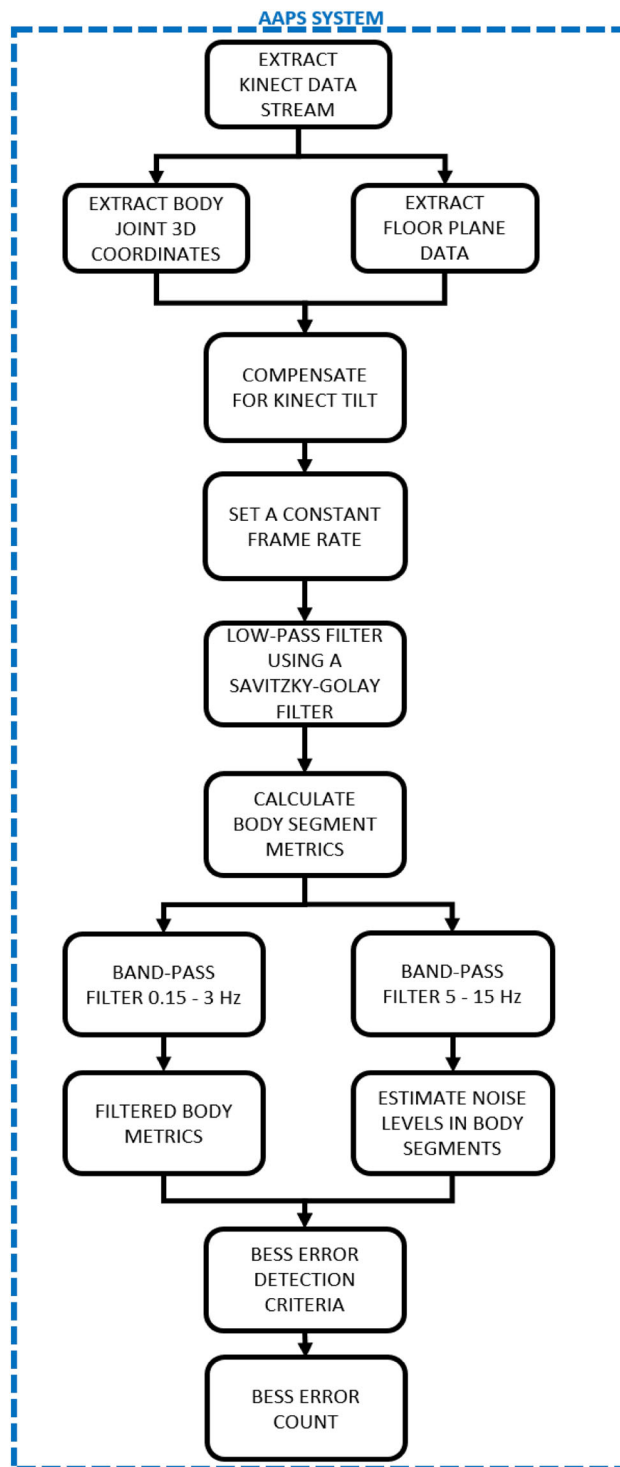 AAPS SYSTEM
EXTRACT
KINECT DATA
STREAM
EXTRACT BODY
JOINT 3D
COORDINATES
EXTRACT
FLOOR PLANE
DATA
COMPENSATE
FOR KINECT TILT
SET A CONSTANT
FRAME RATE
LOW-PASS FILTER
USING A
SAVITZKY-GOLAY
FILTER
CALCULATE
BODY SEGMENT
METRICS
BAND-PASS
FILTER 0.15 - 3 Hz
BAND-PASS
FILTER 5 - 15 Hz
FILTERED BODY
METRICS
ESTIMATE NOISE
LEVELS IN BODY
SEGMENTS
BESS ERROR
DETECTION
CRITERIA
BESS ERROR
COUNT